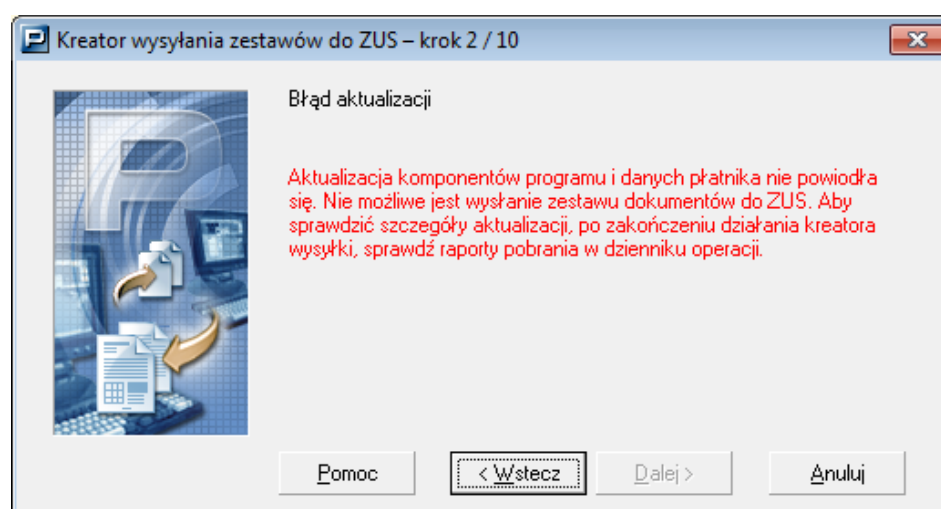 Kreator wysyłania zestawów do ZUS – krok 2 / 10
Błąd aktualizacji
Aktualizacja komponentów programu i danych płatnika nie powiodła
się. Nie możliwe jest wysłanie zestawu dokumentów do ZUS. Aby
sprawdzić szczegóły aktualizacji, po zakończeniu działania kreatora
wysyłki, sprawdź raporty pobrania w dzienniku operacji.
Pomoc
< Wstecz
Dalej >
Anuluj